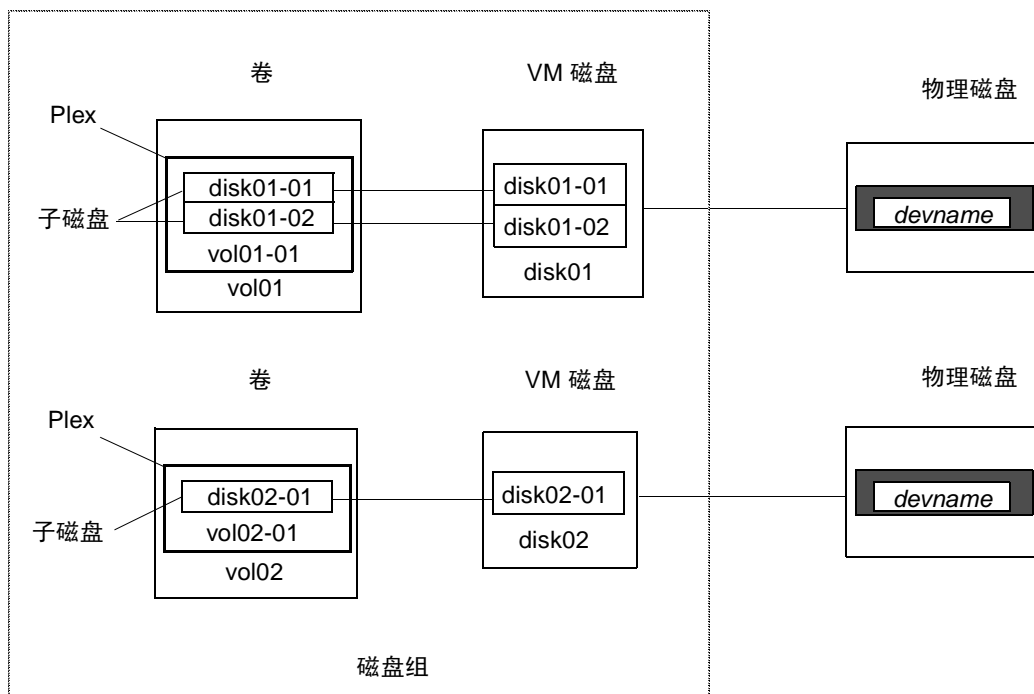 卷
VM 磁盘
物理磁盘
Plex
子磁盘
disk01-01
disk01-02
vol01-01
vol01
disk01-01
disk01-02
disk01
devname
卷
VM 磁盘
物理磁盘
Plex
子磁盘
disk02-01
vol02-01
vol02
disk02-01
disk02
devname
磁盘组